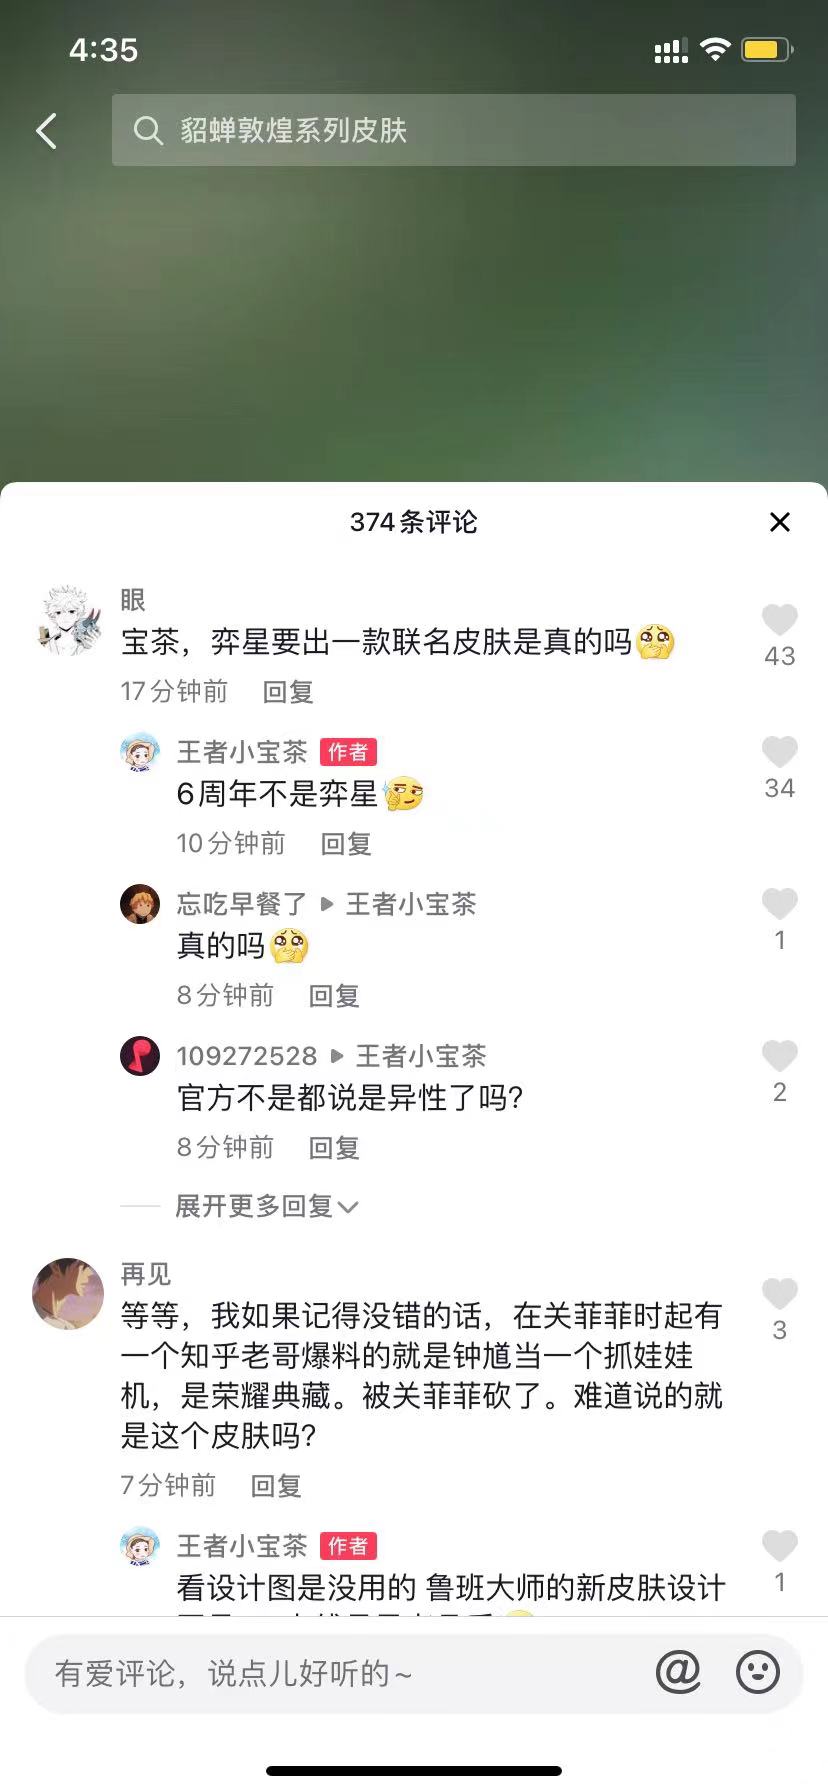 4:35
貂蝉敦煌系列皮肤
374条评论
眼
宝茶，弈星要出一款联名皮肤是真的吗
43
17分钟前 回复
王者小宝茶 作者
6周年不是弈星
34
10分钟前 回复
忘吃早餐了 ▶ 王者小宝茶
真的吗
1
8分钟前 回复
109272528 ▶ 王者小宝茶
官方不是都说是异性了吗?
2
8分钟前 回复
展开更多回复
再见
等等，我如果记得没错的话，在关菲菲时起有
3
一个知乎老哥爆料的就是钟馗当一个抓娃娃
机，是荣耀典藏。被关菲菲砍了。难道说的就
是这个皮肤吗?
7分钟前 回复
王者小宝茶 作者
看设计图是没用的 鲁班大师的新皮肤设计
1
有爱评论，说点儿好听的~
@